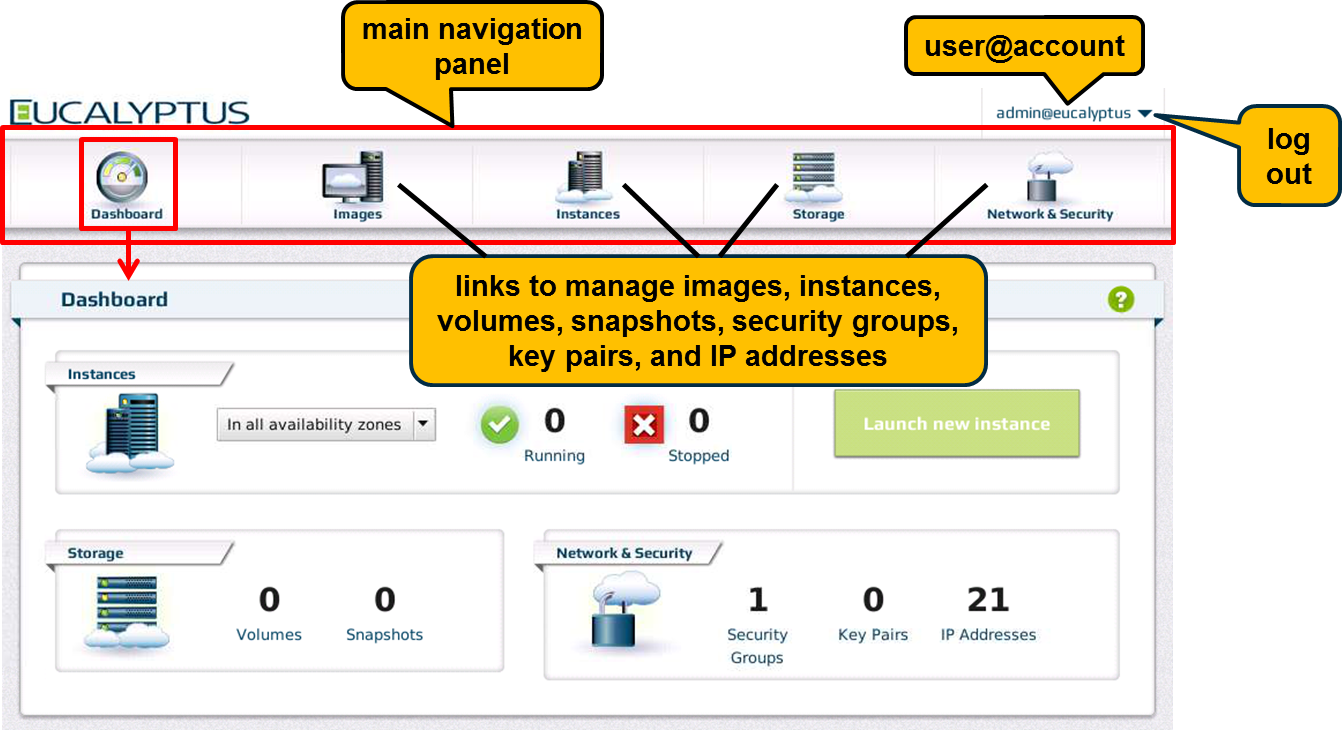 main navigation
panel
user@account
EUCALYPTUS
admin@eucalyptus
log
out
Dashboard
Images
Instances
Storage
Network & Security
links to manage images, instances,
volumes, snapshots, security groups,
key pairs, and IP addresses
Dashboard
?
Instances
In all availability zones
0
Running
0
Stopped
Launch new instance
Storage
0
Volumes
0
Snapshots
Network & Security
1
Security
Groups
0
Key Pairs
21
IP Addresses